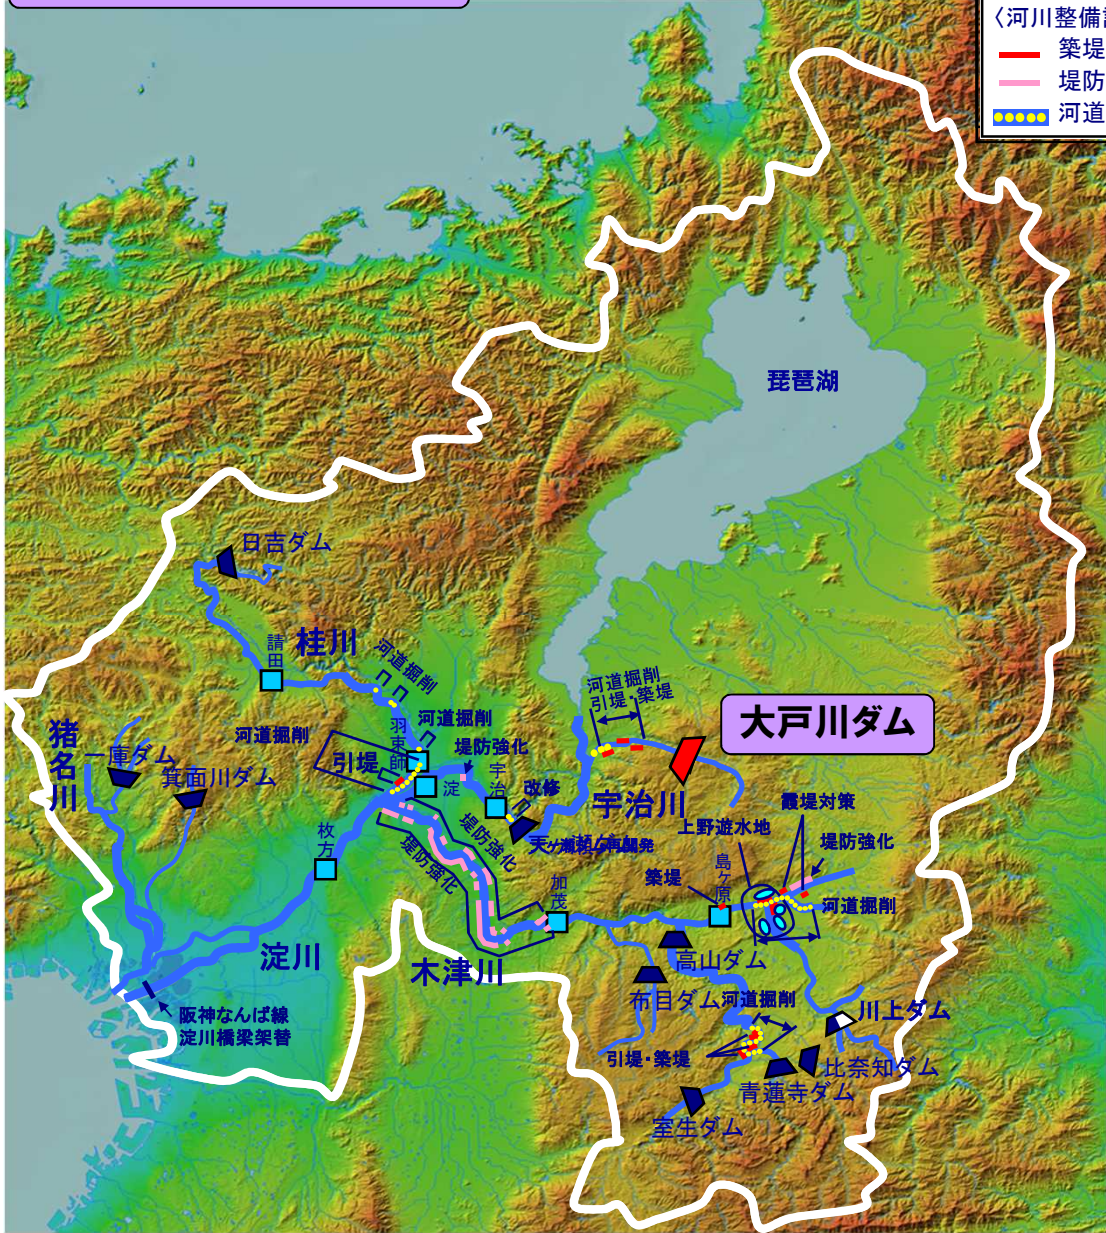 〈河川整備
築堤
堤防
河道
琵琶湖
日吉ダム
請田
桂川
河道掘削
河道掘削
引堤・築堤
大戸川ダム
猪名川
一庫ダム
箕面川ダム
河道掘削
引堤
羽束師
河道掘削
堤防強化
淀
宇治
改修
宇治川
天ヶ瀬ダム再開発
上野遊水地
霞堤対策
堤防強化
枚方
堤防強化
堤防強化
築堤
島ヶ原
河道掘削
加茂
淀川
木津川
高山ダム
布目ダム
河道掘削
川上ダム
阪神なんば線
淀川橋梁架替
引堤・築堤
比奈知ダム
青蓮寺ダム
室生ダム